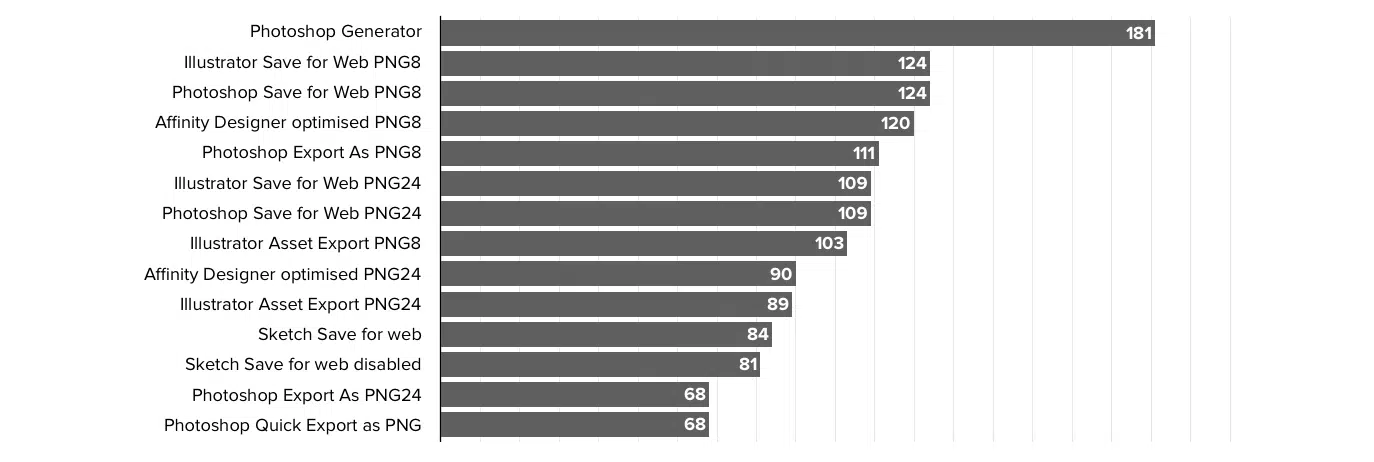 Photoshop Generator 181
Illustrator Save for Web PNG8 124
Photoshop Save for Web PNG8 124
Affinity Designer optimised PNG8 120
Photoshop Export As PNG8 111
Illustrator Save for Web PNG24 109
Photoshop Save for Web PNG24 109
Illustrator Asset Export PNG8 103
Affinity Designer optimised PNG24 90
Illustrator Asset Export PNG24 89
Sketch Save for web 84
Sketch Save for web disabled 81
Photoshop Export As PNG24 68
Photoshop Quick Export as PNG 68